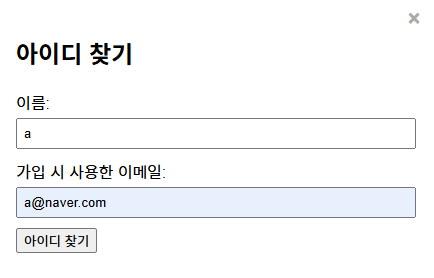 ×
아이디 찾기
이름:
a
가입 시 사용한 이메일:
a@naver.com
아이디 찾기